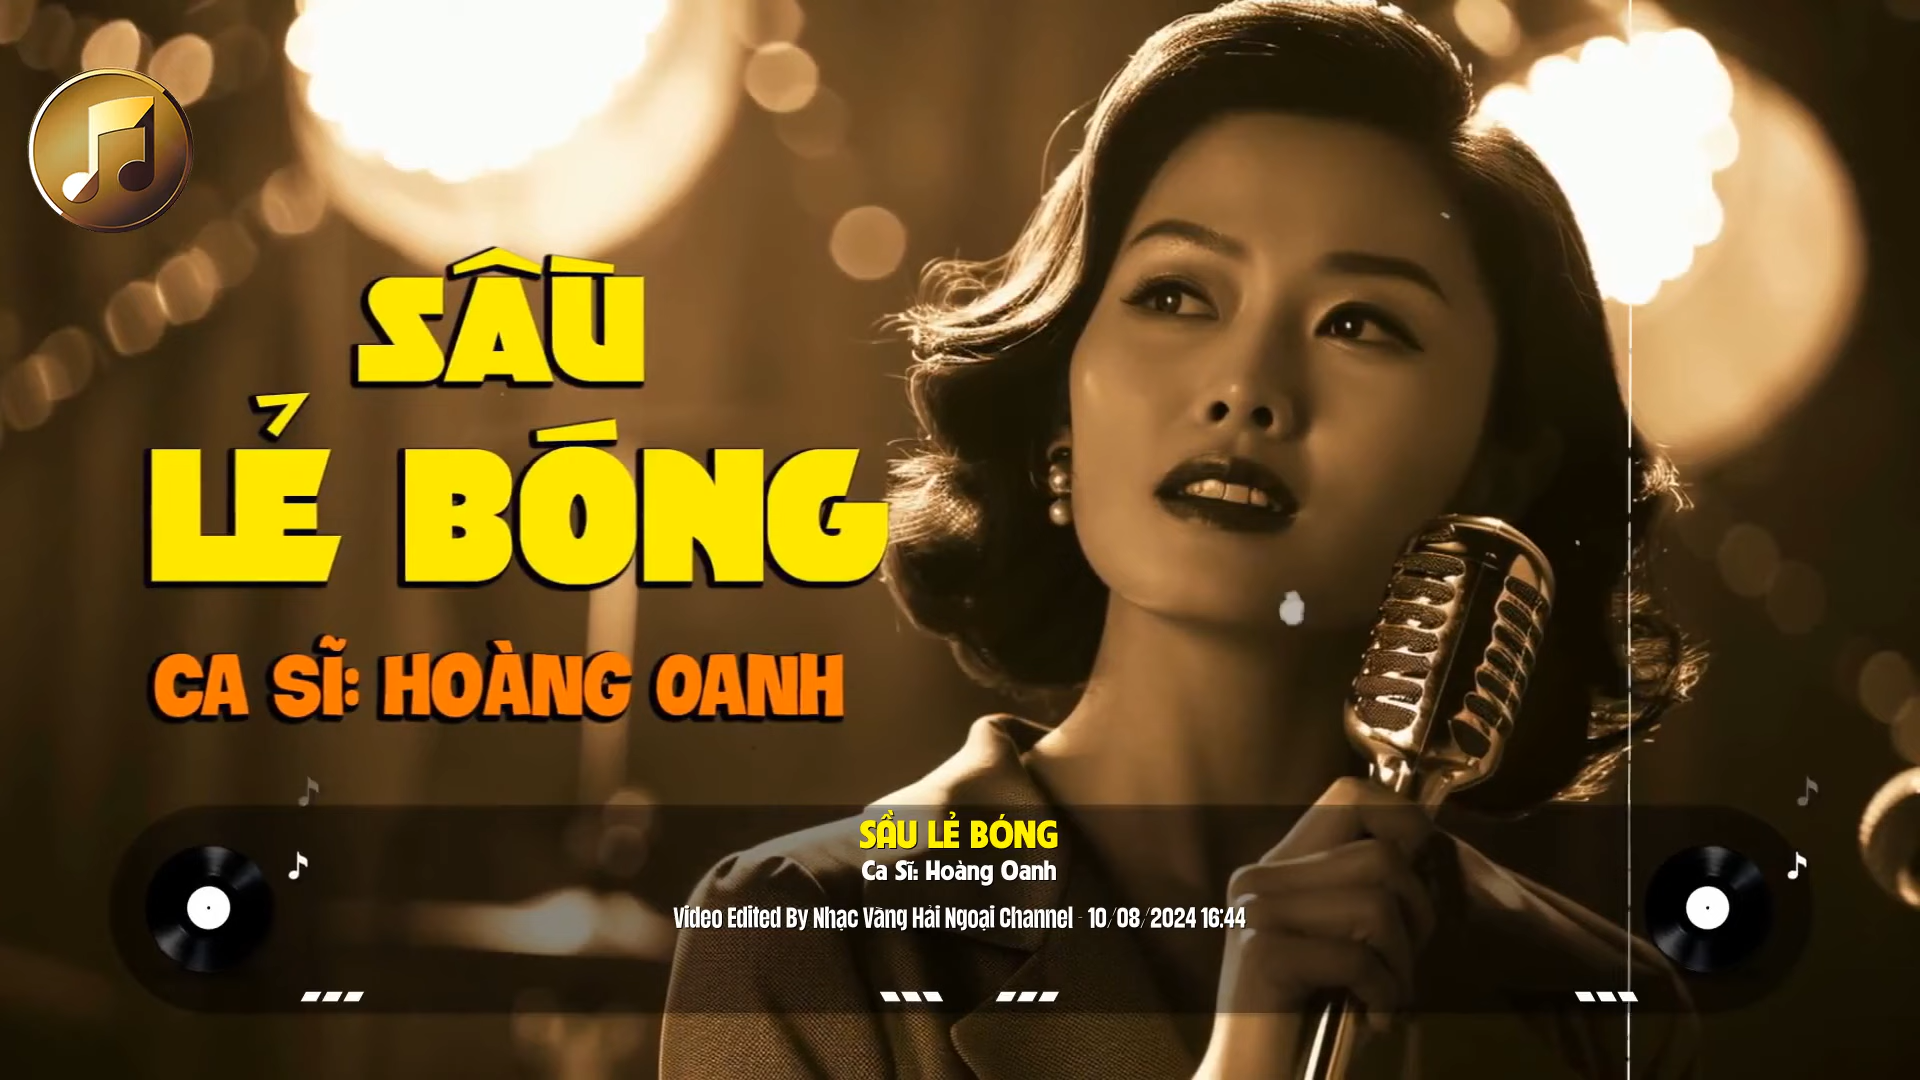 SẦU
LẺ BÓNG
CA SĨ: HOÀNG OANH
SẦU LẺ BÓNG
Ca Sĩ: Hoàng Oanh
Video Edited By Nhạc Vàng Hải Ngoại Channel - 10/08/2024 16:44